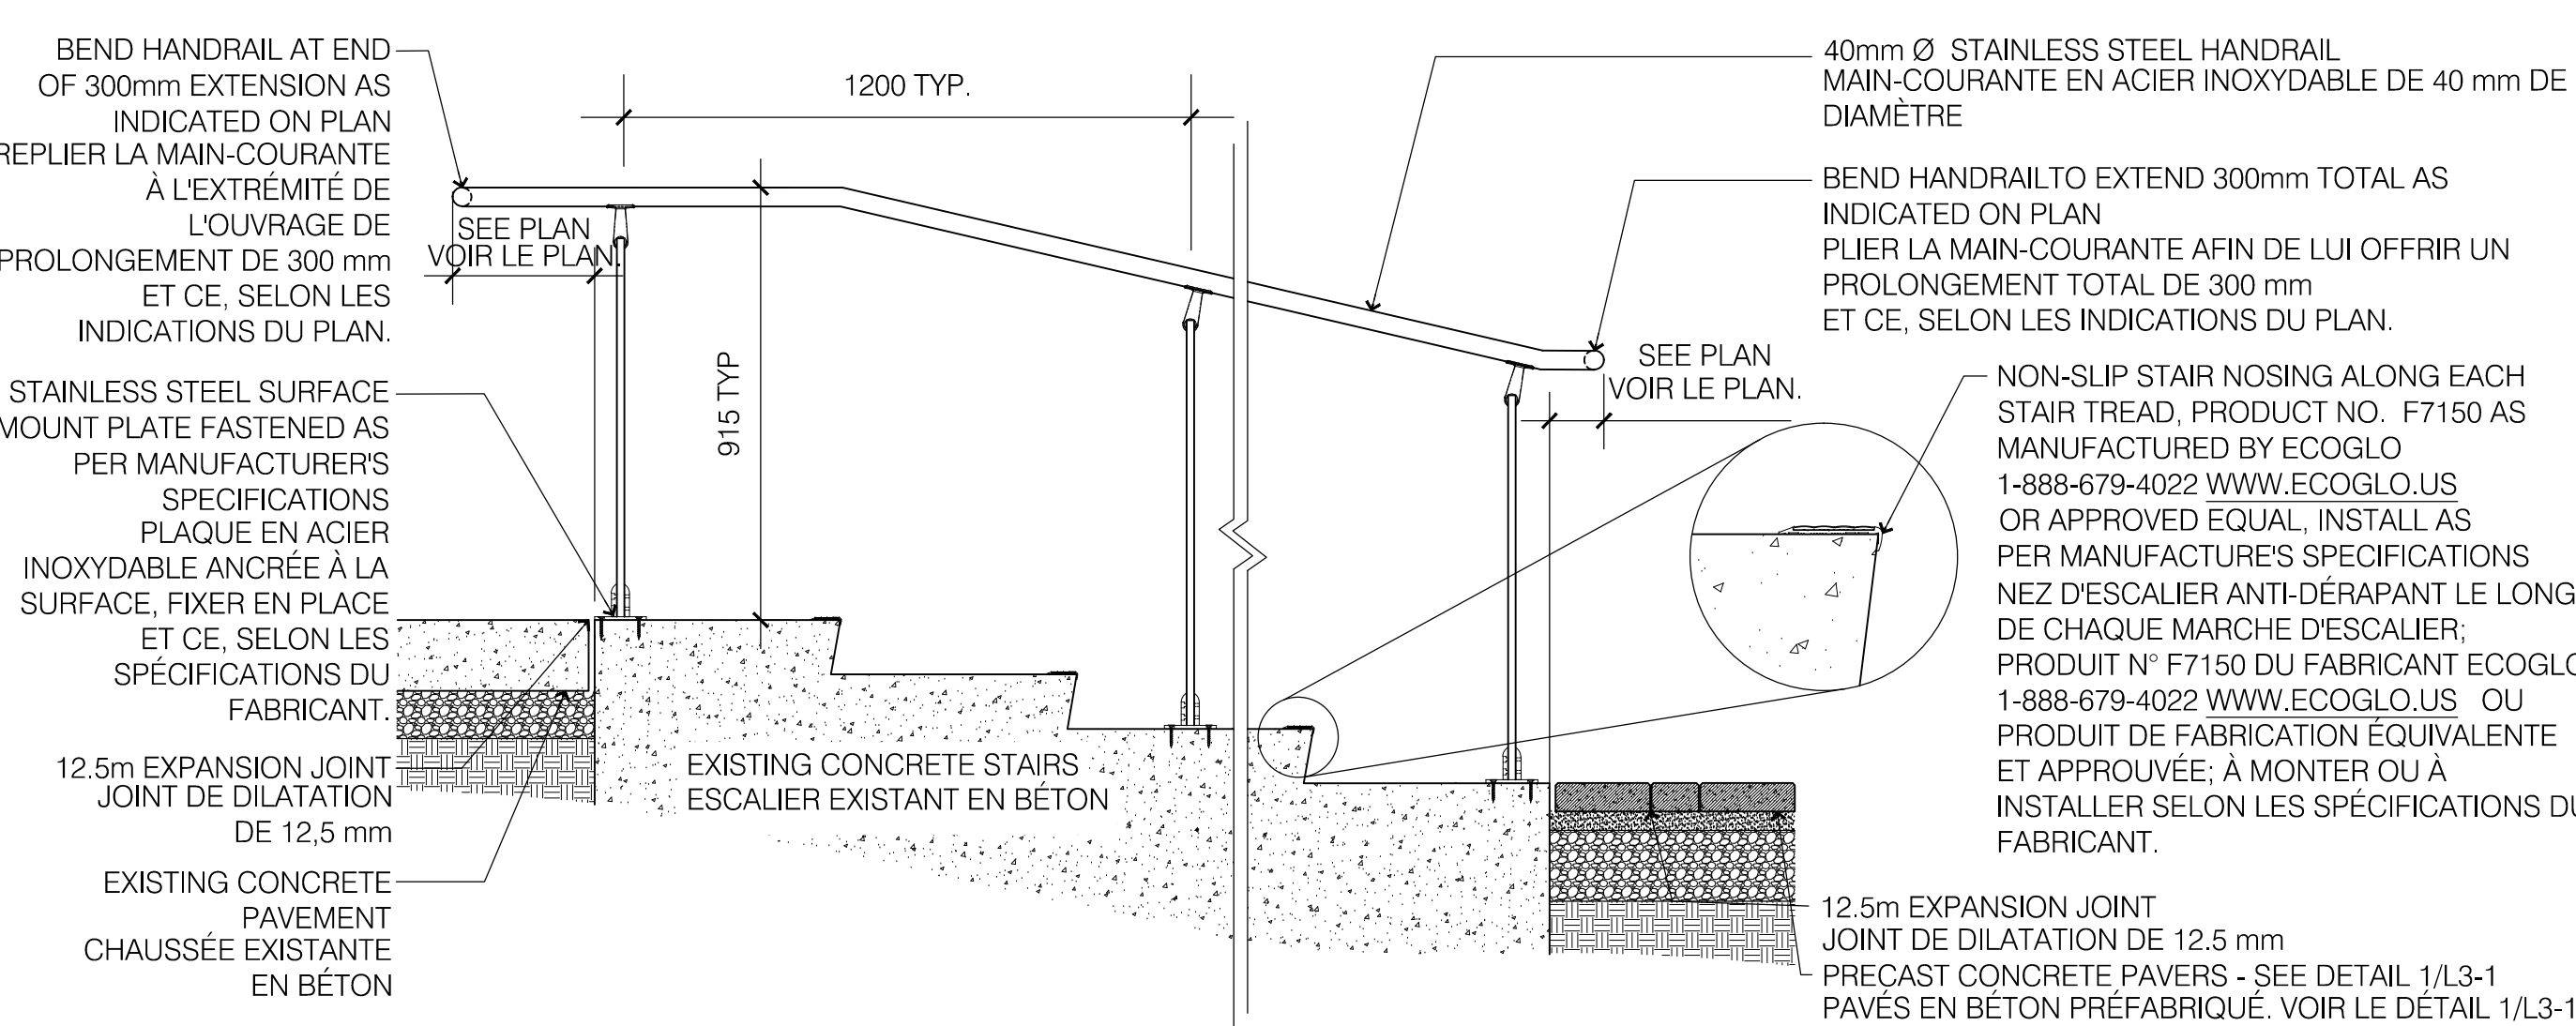 BEND HANDRAIL AT END
OF 300mm EXTENSION AS
INDICATED ON PLAN
REPLIER LA MAIN-COURANTE
À L'EXTRÉMITÉ DE
L'OUVRAGE DE
PROLONGEMENT DE 300 mm
ET CE, SELON LES
INDICATIONS DU PLAN.
STAINLESS STEEL SURFACE
MOUNT PLATE FASTENED AS
PER MANUFACTURER'S
SPECIFICATIONS
PLAQUE EN ACIER
INOXYDABLE ANCRÉE À LA
SURFACE, FIXER EN PLACE
ET CE, SELON LES
SPÉCIFICATIONS DU
FABRICANT.
12.5m EXPANSION JOINT
JOINT DE DILATATION
DE 12,5 mm
EXISTING CONCRETE
PAVEMENT
CHAUSSÉE EXISTANTE
EN BÉTON
1200 TYP.
SEE PLAN
VOIR LE PLAN.
915 TYP
EXISTING CONCRETE STAIRS
ESCALIER EXISTANT EN BÉTON
SEE PLAN
VOIR LE PLAN.
40mm Ø STAINLESS STEEL HANDRAIL
MAIN-COURANTE EN ACIER INOXYDABLE DE 40 mm DE
DIAMÈTRE
BEND HANDRAILTO EXTEND 300mm TOTAL AS
INDICATED ON PLAN
PLIER LA MAIN-COURANTE AFIN DE LUI OFFRIR UN
PROLONGEMENT TOTAL DE 300 mm
ET CE, SELON LES INDICATIONS DU PLAN.
NON-SLIP STAIR NOSING ALONG EACH
STAIR TREAD, PRODUCT NO. F7150 AS
MANUFACTURED BY ECOGLO
1-888-679-4022 WWW.ECOGLO.US
OR APPROVED EQUAL, INSTALL AS
PER MANUFACTURE'S SPECIFICATIONS
NEZ D'ESCALIER ANTI-DÉRAPANT LE LONG
DE CHAQUE MARCHE D'ESCALIER;
PRODUIT N° F7150 DU FABRICANT ECOGLO
1-888-679-4022 WWW.ECOGLO.US OU
PRODUIT DE FABRICATION ÉQUIVALENTE
ET APPROUVÉE; À MONTER OU À
INSTALLER SELON LES SPÉCIFICATIONS DU
FABRICANT.
12.5m EXPANSION JOINT
JOINT DE DILATATION DE 12.5 mm
PRECAST CONCRETE PAVERS - SEE DETAIL 1/L3-1
PAVÉS EN BÉTON PRÉFABRIQUÉ. VOIR LE DÉTAIL 1/L3-1